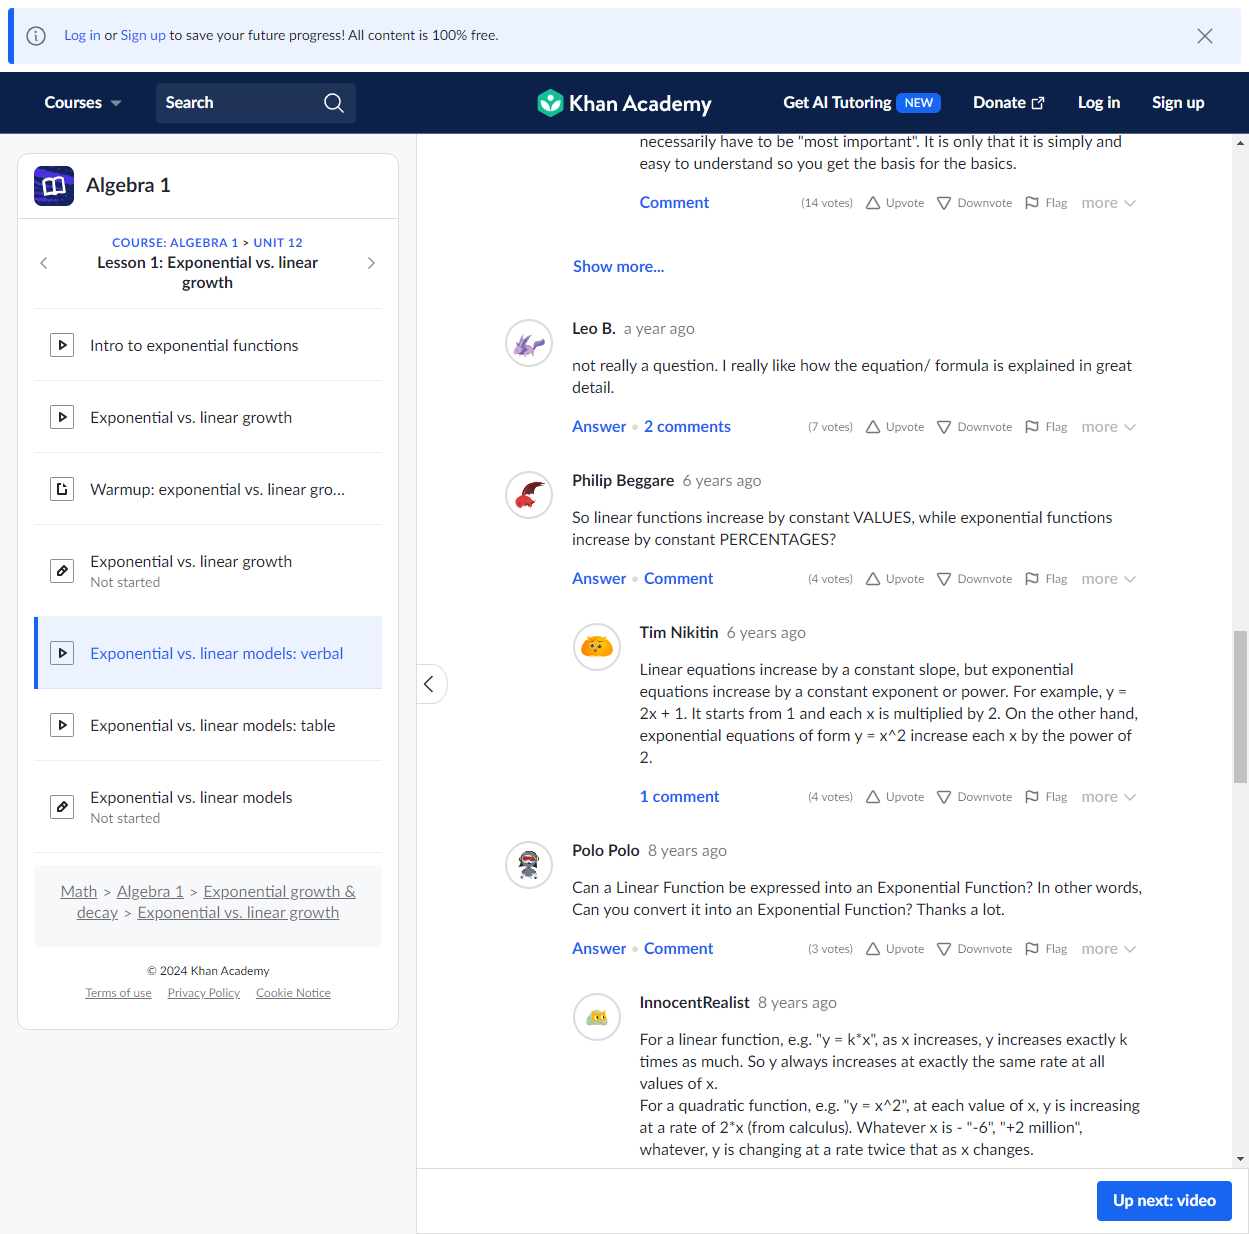 Log in or Sign up to save your future progress! All content is 100% free.
Courses
Search
Khan Academy
Get AI Tutoring NEW
Donate
Log in
Sign up
Algebra 1
COURSE: ALGEBRA 1 > UNIT 12
Lesson 1: Exponential vs. linear
growth
Intro to exponential functions
Exponential vs. linear growth
Warmup: exponential vs. linear gro...
Exponential vs. linear growth
Not started
Exponential vs. linear models: verbal
Exponential vs. linear models: table
Exponential vs. linear models
Not started
Math > Algebra 1 > Exponential growth &
decay > Exponential vs. linear growth
© 2024 Khan Academy
Terms of use Privacy Policy Cookie Notice
necessarily have to be "most important". It is only that it is simply and
easy to understand so you get the basis for the basics.
Comment (14 votes) Upvote Downvote Flag more
Show more...
Leo B. a year ago
not really a question. I really like how the equation/ formula is explained in great
detail.
Answer • 2 comments (7 votes) Upvote Downvote Flag more
Philip Beggare 6 years ago
So linear functions increase by constant VALUES, while exponential functions
increase by constant PERCENTAGES?
Answer • Comment (4 votes) Upvote Downvote Flag more
Tim Nikitin 6 years ago
Linear equations increase by a constant slope, but exponential
equations increase by a constant exponent or power. For example, y =
2x + 1. It starts from 1 and each x is multiplied by 2. On the other hand,
exponential equations of form y = x^2 increase each x by the power of
2.
1 comment (4 votes) Upvote Downvote Flag more
Polo Polo 8 years ago
Can a Linear Function be expressed into an Exponential Function? In other words,
Can you convert it into an Exponential Function? Thanks a lot.
Answer • Comment (3 votes) Upvote Downvote Flag more
InnocentRealist 8 years ago
For a linear function, e.g. "y = k*x", as x increases, y increases exactly k
times as much. So y always increases at exactly the same rate at all
values of x.
For a quadratic function, e.g. "y = x^2", at each value of x, y is increasing
at a rate of 2*x (from calculus). Whatever x is - "-6", "+2 million",
whatever, y is changing at a rate twice that as x changes.
Up next: video